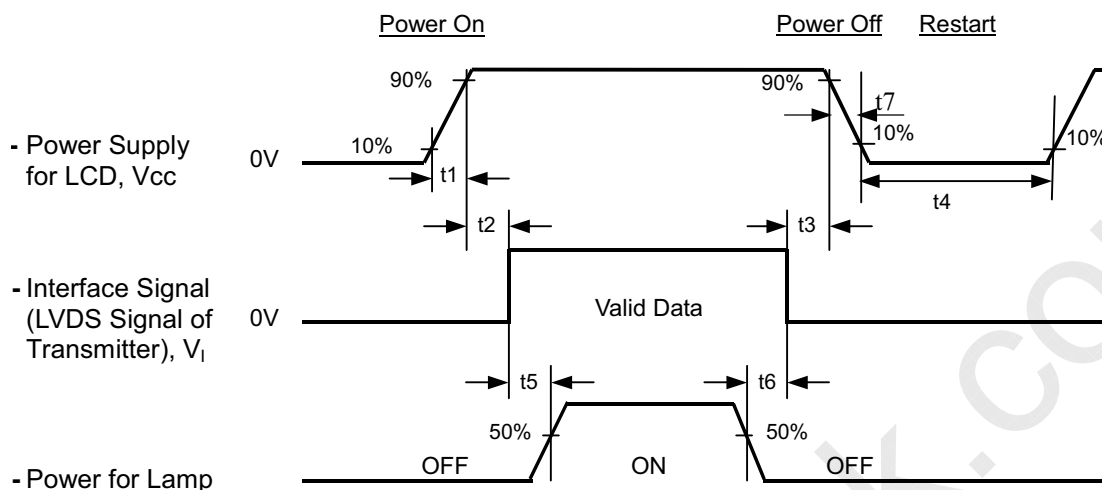 Power On Power Off Restart
90% 90% t7
10% 10% 10%
- Power Supply
for LCD, Vcc
0V
t1
t4
t2 t3
- Interface Signal
(LVDS Signal of
Transmitter), VI
0V
Valid Data
t5 t6
50% 50%
OFF ON OFF
- Power for Lamp